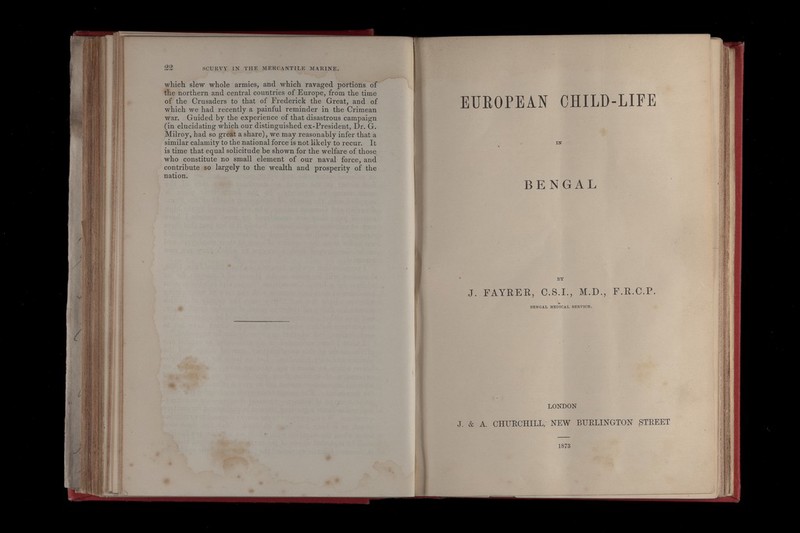 22 SCURVY IN THE MERCANTILE MARINE.
which slew whole armies, and which ravaged portions of
the northern and central countries of Europe, from the time
of the Crusaders to that of Frederick the Great, and of
which we had recently a painful reminder in the Crimean
war. Guided by the experience of that disastrous campaign
(in elucidating which our distinguished ex-President, Dr. G.
Milroy, had so great a share), we may reasonably infer that a
similar calamity to the national force is not likely to recur. It
is time that equal solicitude be shown for the welfare of those
who constitute no small element of our naval force, and
contribute so largely to the wealth and prosperity of the
nation.
EUROPEAN CHILD-LIFE
IN
BENGAL
BY
J. FAYRER, C.S.I., M.D., F.R.C.P.
BENGAL MEDICAL SERVICE.
LONDON
J. & A. CHURCHILL, NEW BURLINGTON STREET
1873